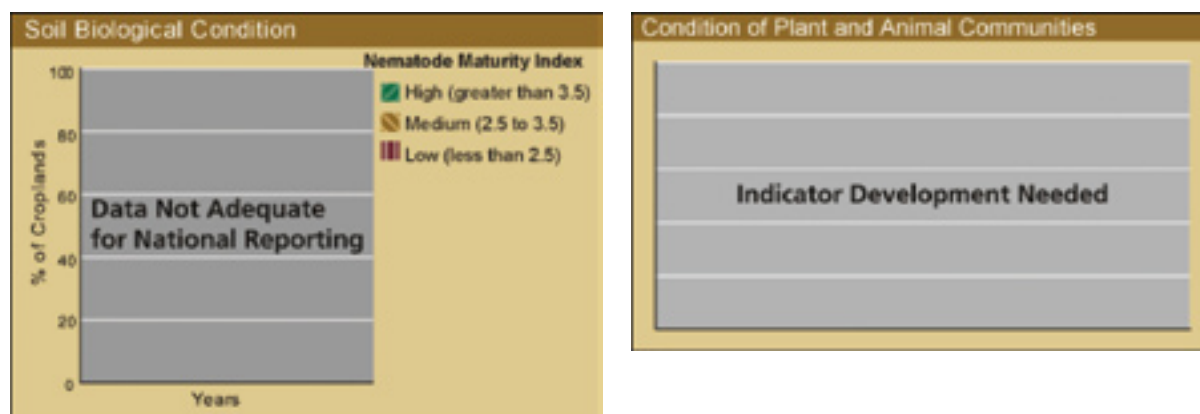 Soil Biological Condition
Nematode Maturity Index
High (greater than 3.5)
Medium (2.5 to 3.5)
Low (less than 2.5)
% of Croplands
100
80
60
40
20
0
Data Not Adequate
for National Reporting
Years
Condition of Plant and Animal Communities
Indicator Development Needed